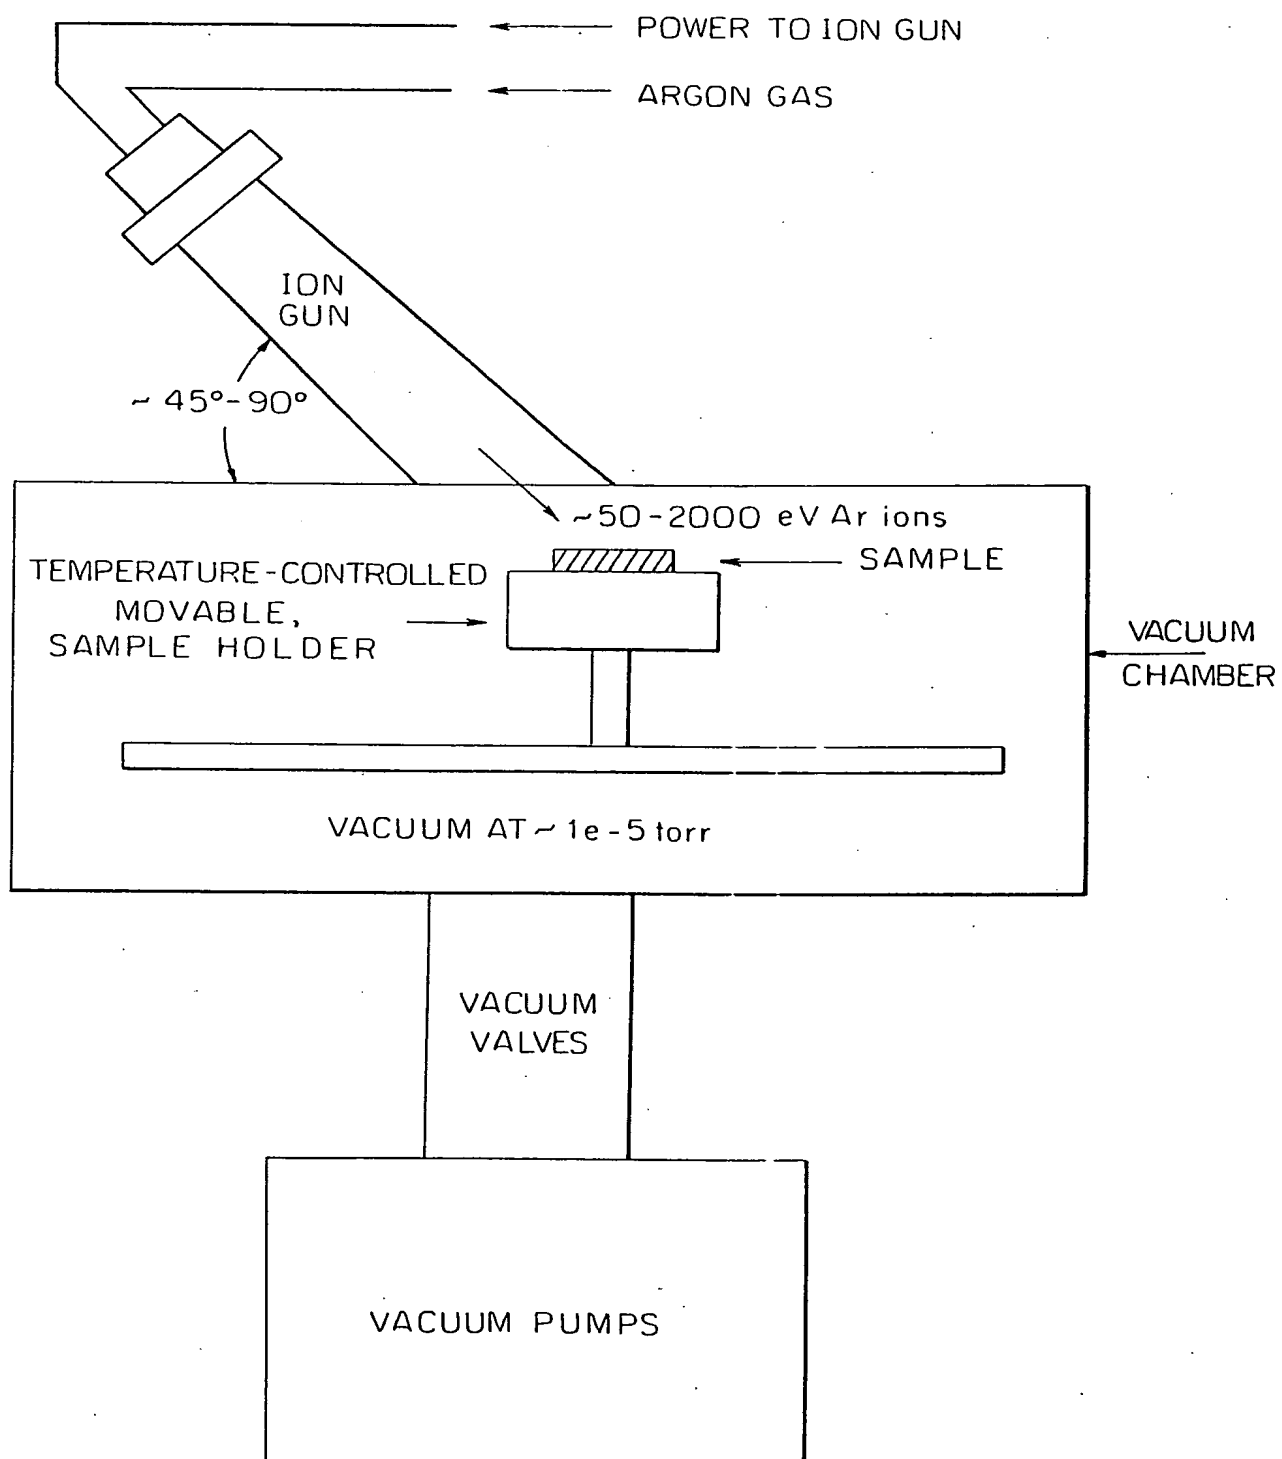 POWER TO ION GUN
ARGON GAS
ION
GUN
~ 45°-90°
~50-2000 eV Ar ions
SAMPLE
TEMPERATURE-CONTROLLED
MOVABLE,
SAMPLE HOLDER
VACUUM
CHAMBER
VACUUM AT ~ 1e-5 torr
VACUUM
VALVES
VACUUM PUMPS